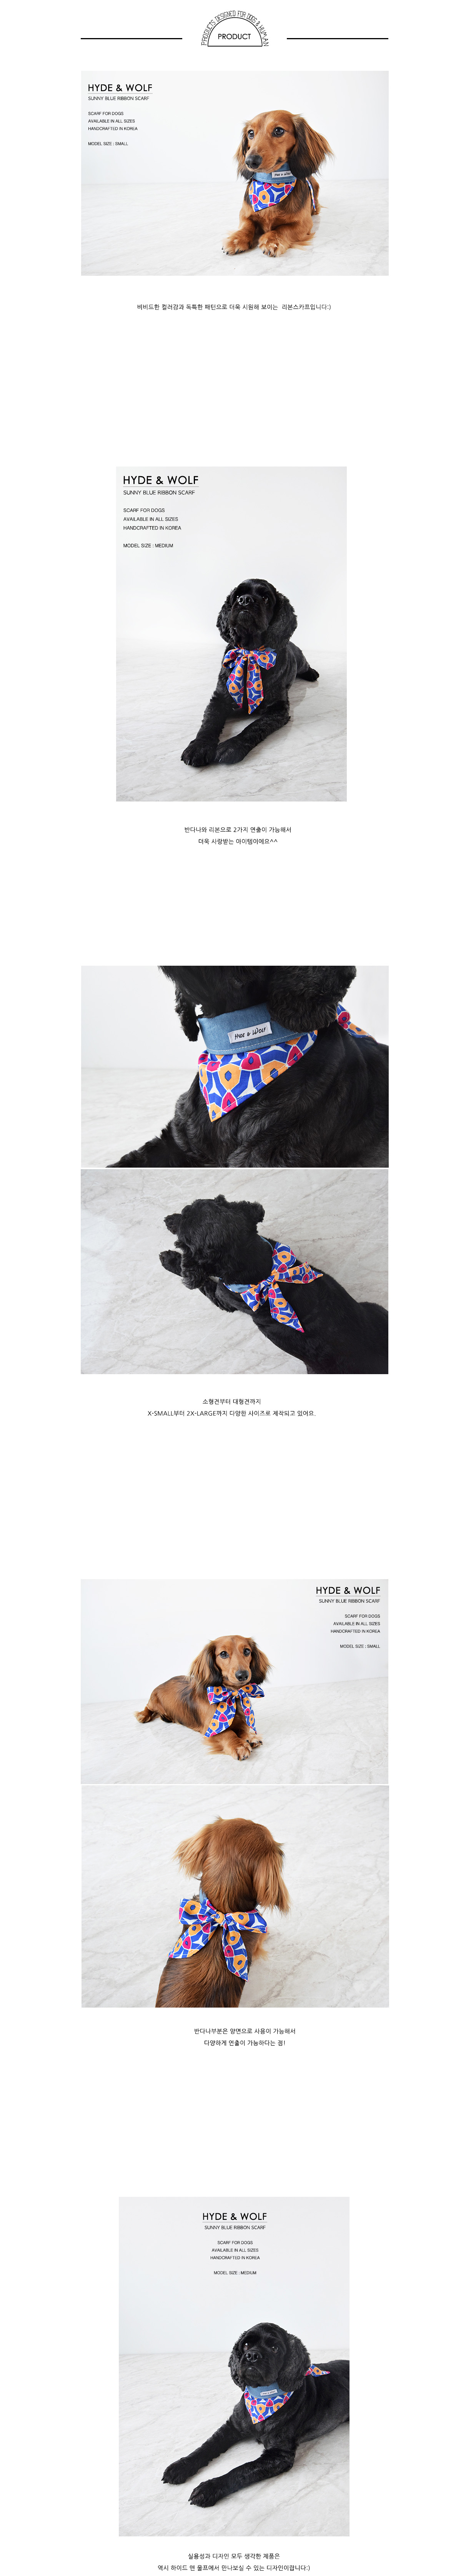 PRODUCTS DESIGNED FOR DOGS & HUMAN
PRODUCT
HYDE & WOLF
SUNNY BLUE RIBBON SCARF
SCARF FOR DOGS
AVAILABLE IN ALL SIZES
HANDCRAFTED IN KOREA
MODEL SIZE : SMALL
비비드한 컬러감과 독특한 패턴으로 더욱 시원해 보이는 리본스카프입니다:)
HYDE & WOLF
SUNNY BLUE RIBBON SCARF
SCARF FOR DOGS
AVAILABLE IN ALL SIZES
HANDCRAFTED IN KOREA
MODEL SIZE : MEDIUM
반다나와 리본으로 2가지 연출이 가능해서
더욱 사랑받는 아이템이에요^^
HYDE & WOLF
소형견부터 대형견까지
X-SMALL부터 2X-LARGE까지 다양한 사이즈로 제작되고 있어요.
HYDE & WOLF
SUNNY BLUE RIBBON SCARF
SCARF FOR DOGS
AVAILABLE IN ALL SIZES
HANDCRAFTED IN KOREA
MODEL SIZE : SMALL
반다나부분은 양면으로 사용이 가능해서
다양하게 연출이 가능하다는 점!
HYDE & WOLF
SUNNY BLUE RIBBON SCARF
SCARF FOR DOGS
AVAILABLE IN ALL SIZES
HANDCRAFTED IN KOREA
MODEL SIZE : MEDIUM
실용성과 디자인 모두 생각한 제품은
역시 하이드 앤 울프에서 만나보실 수 있는 디자인이랍니다:)